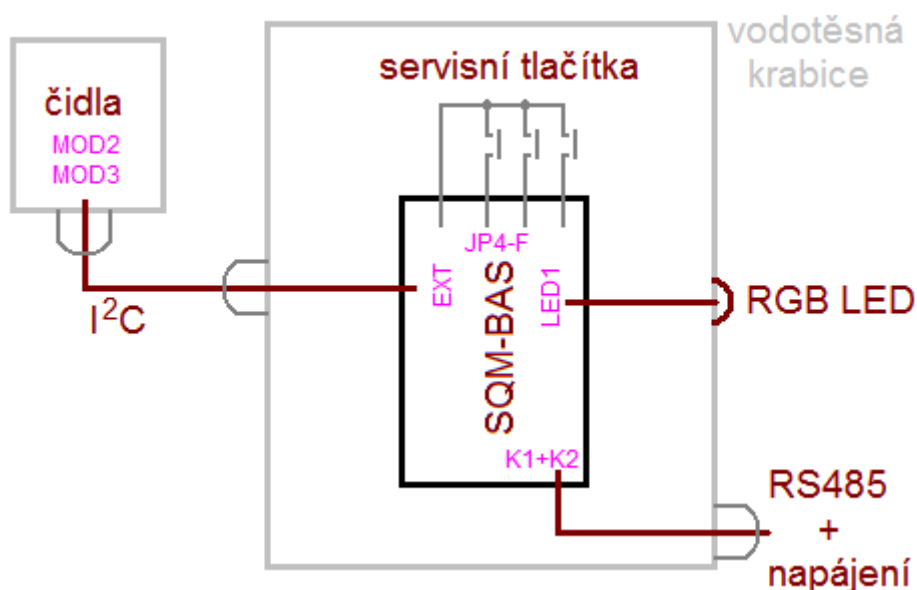 vodotěsná
krabice
servisní tlačítka
čidla
MOD2
MOD3
JP4-F
EXT
SQM-BAS
LED1
I²C
RGB LED
K1+K2
RS485
+
napájení